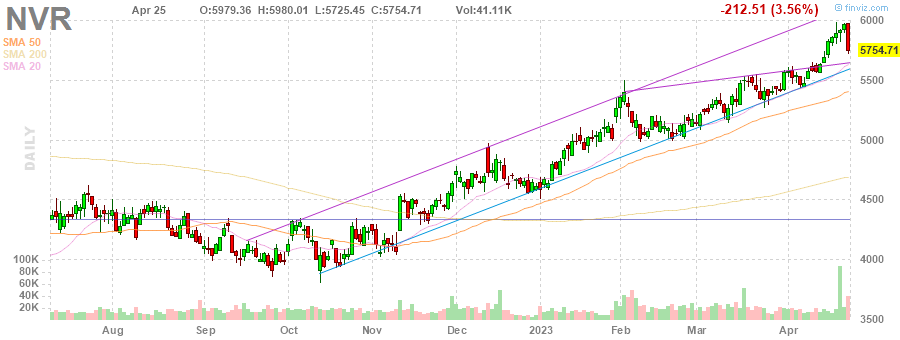 NVR Apr 25 O:5979.36 H:5980.01 L:5725.45 C:5754.71 Vol:41.11K -212.51 (3.56%) © finviz.com
SMA 50
SMA 200
SMA 20
DAILY
6000
5754.71
5500
5000
4500
4000
3500
100K
80K
60K
40K
20K
Aug Sep Oct Nov Dec 2023 Feb Mar Apr